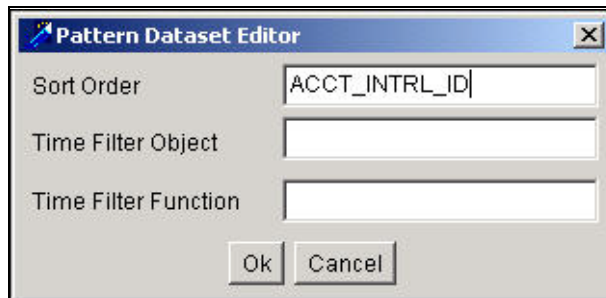 Pattern Dataset Editor
Sort Order ACCT_INTRL_ID
Time Filter Object
Time Filter Function
Ok Cancel